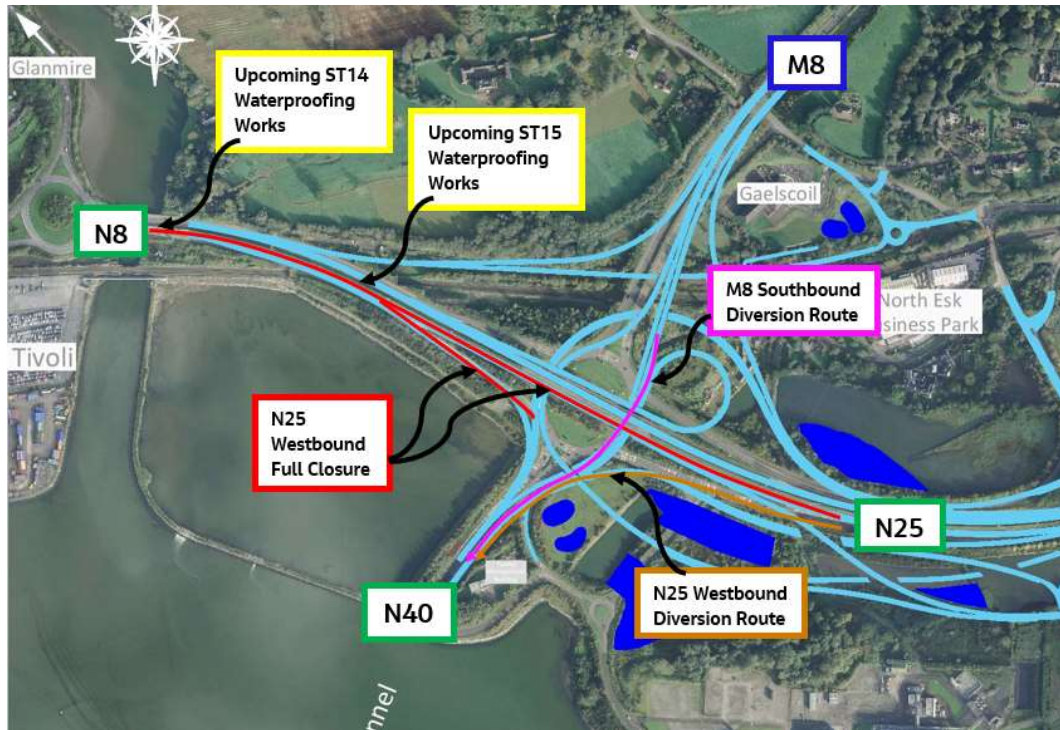 Glanmire
Upcoming ST14
Waterproofing
Works
Upcoming ST15
Waterproofing
Works
M8
Gaelscoil
N8
M8 Southbound
Diversion Route
North Esk
siness Park
Tivoli
N25
Westbound
Full Closure
N25
N25 Westbound
Diversion Route
N40
nnel